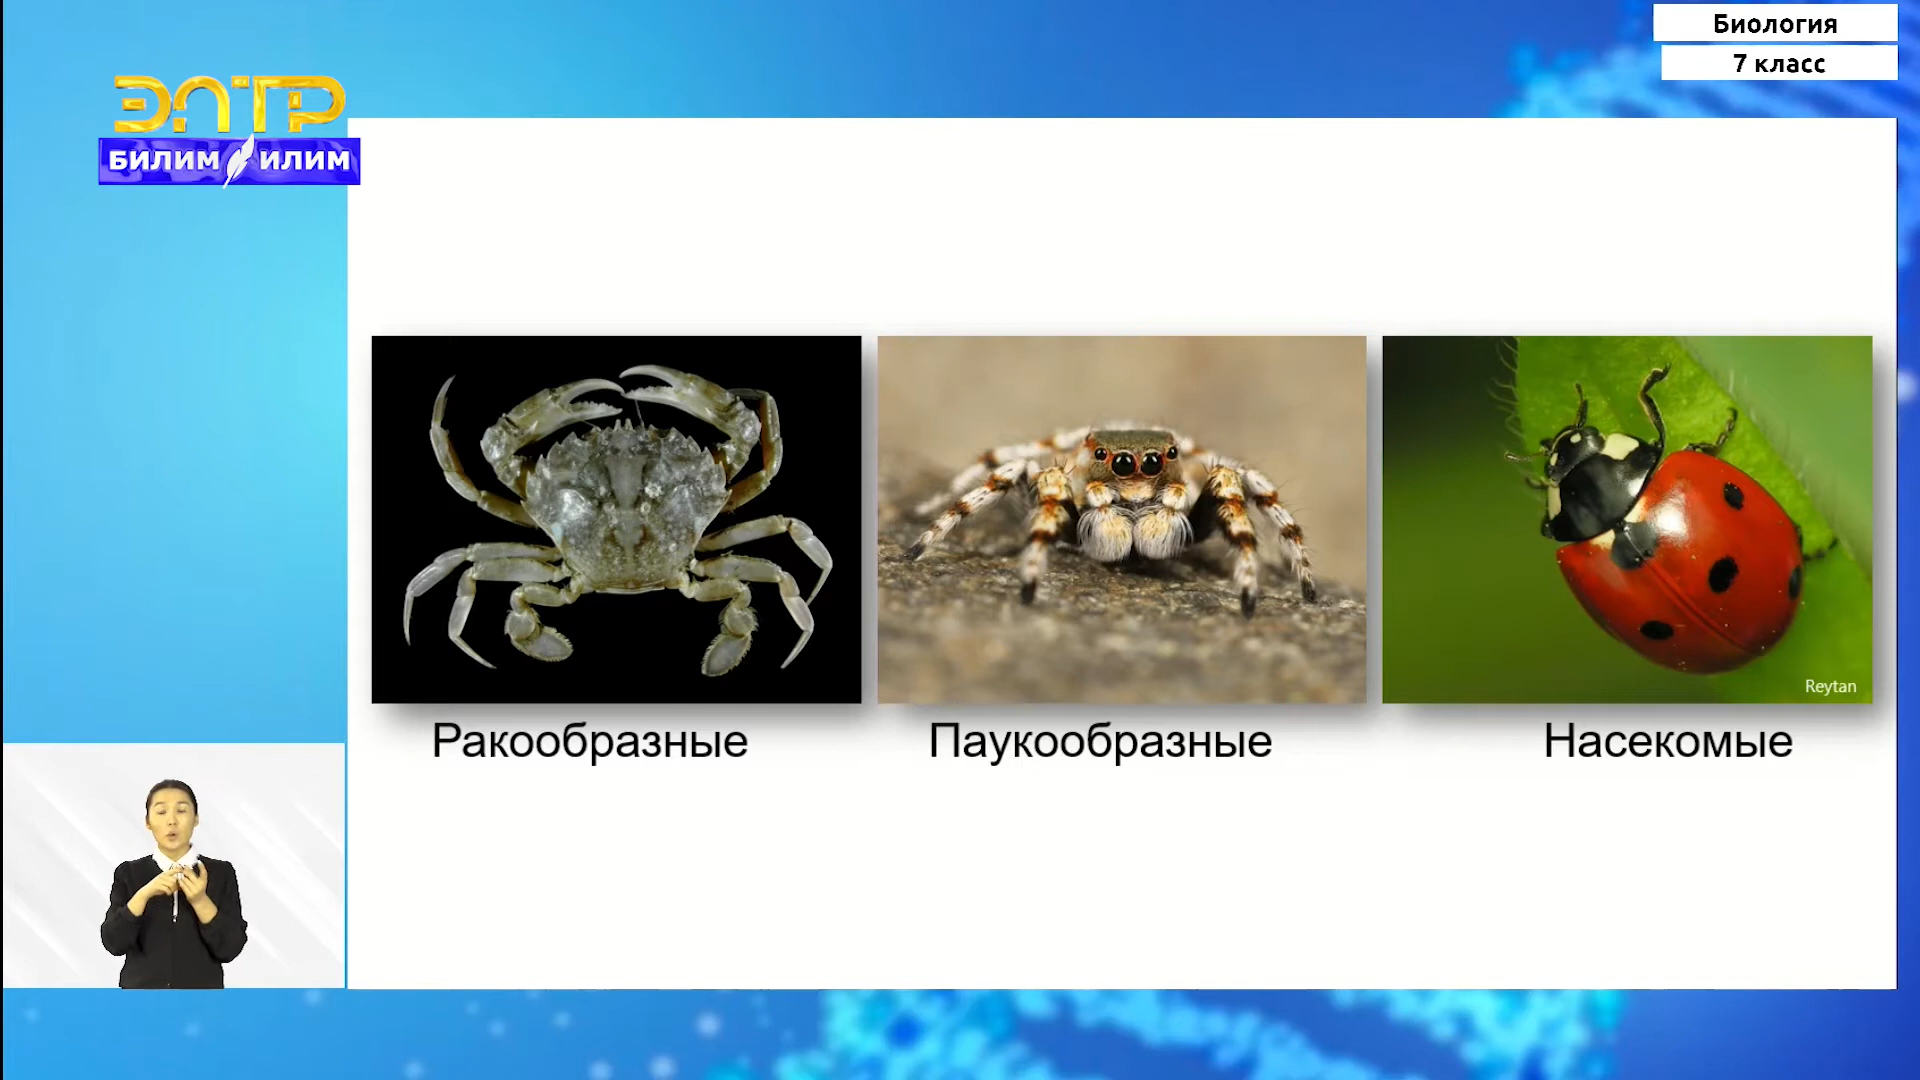 Биология
7 класс
ЭЛТР
БИЛИМ ИЛИМ
Reytan
Ракообразные
Паукообразные
Насекомые